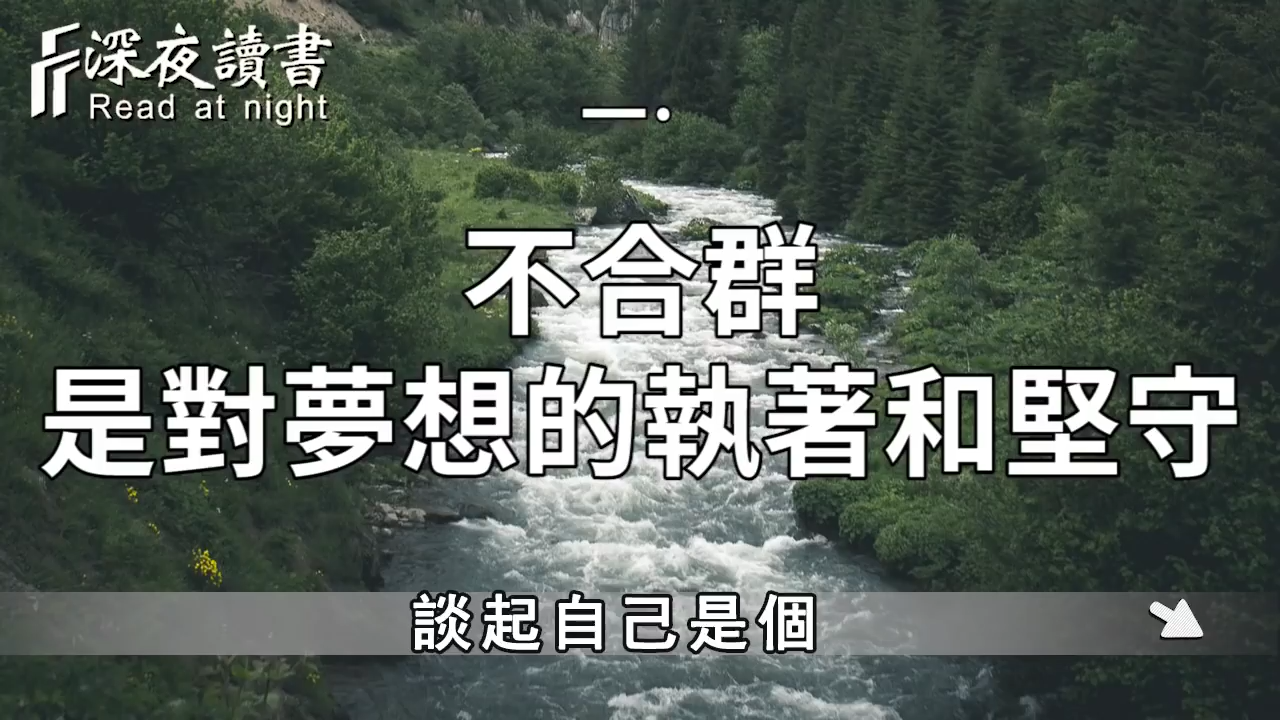 深夜讀書
Read at night
一.
不合群
是對夢想的執著和堅守
談起自己是個